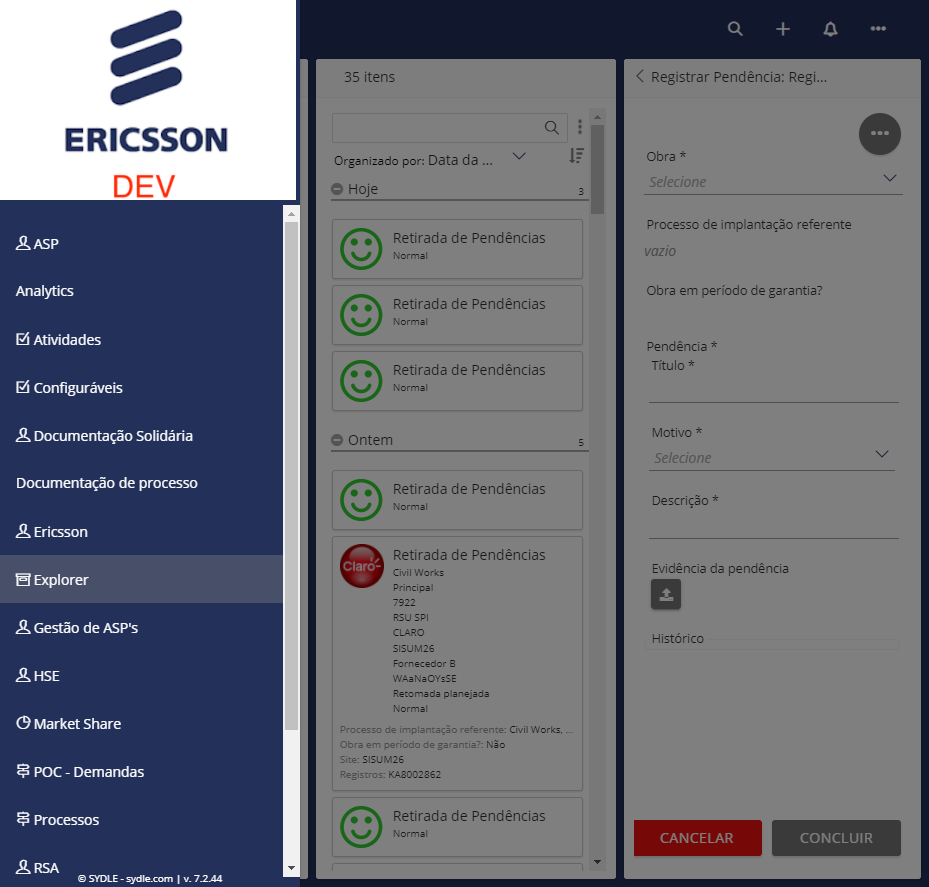 ERICSSON
DEV
ASP
Analytics
Atividades
Configuráveis
Documentação Solidária
Documentação de processo
Ericsson
Explorer
Gestão de ASP's
HSE
Market Share
POC - Demandas
Processos
RSA
© SYDLE - sydle.com | v. 7.2.44
35 itens
Organizado por: Data da ...
Hoje 3
Retirada de Pendências
Normal
Retirada de Pendências
Normal
Retirada de Pendências
Normal
Ontem 5
Retirada de Pendências
Normal
Claro
Retirada de Pendências
Civil Works
Principal
7922
RSU SPI
CLARO
SISUM26
Fornecedor B
WAaNaOYsSE
Retomada planejada
Normal
Processo de implantação referente: Civil Works, ...
Obra em período de garantia?: Não
Site: SISUM26
Registros: KA8002862
Retirada de Pendências
Normal
Registrar Pendência: Regi...
Obra *
Selecione
Processo de implantação referente
vazio
Obra em período de garantia?
Pendência *
Título *
Motivo *
Selecione
Descrição *
Evidência da pendência
Histórico
CANCELAR
CONCLUIR